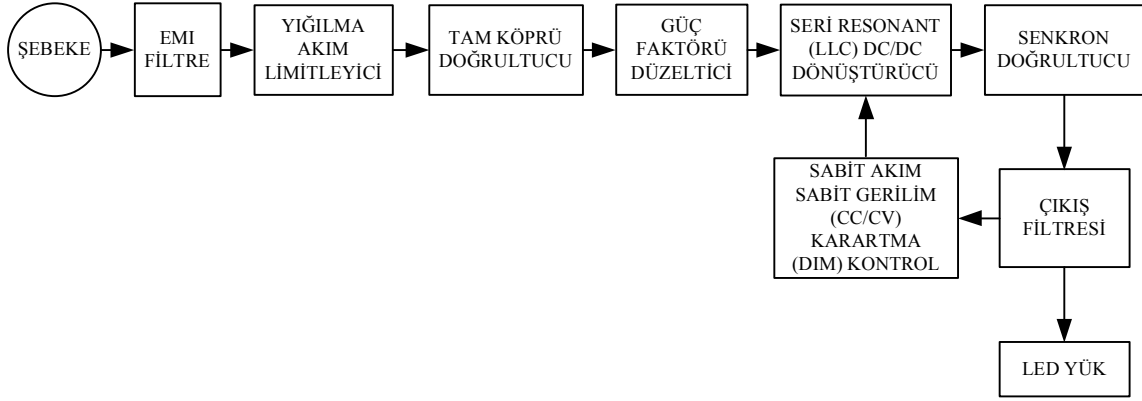 ŞEBEKE
EMI
FİLTRE
YIĞILMA
AKIM
LİMİTLEYİCİ
TAM KÖPRÜ
DOĞRULTUCU
GÜÇ
FAKTÖRÜ
DÜZELTİCİ
SERİ RESONANT
(LLC) DC/DC
DÖNÜŞTÜRÜCÜ
SENKRON
DOĞRULTUCU
SABİT AKIM
SABİT GERİLİM
(CC/CV)
KARARTMA
(DIM) KONTROL
ÇIKIŞ
FİLTRESİ
LED YÜK